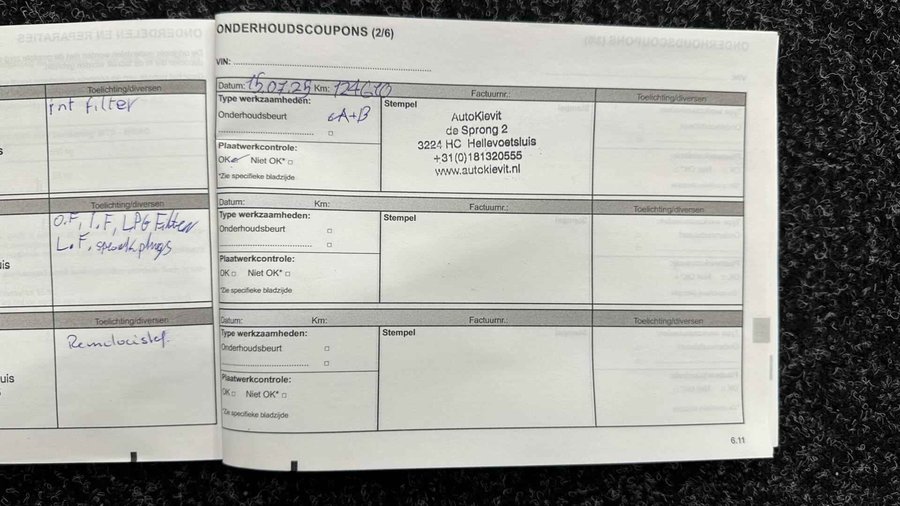 Toelichting/diversen
int filter
Toelichting/diversen
O.F, I.F, LPG Filter
L.F, spark plugs
uis
Toelichting/diversen
Remvloeistof.
uis
ONDERHOUDSCOUPONS (2/6)
VIN:
Datum: 15.07.25 Km: 124610 Factuurnr.: Toelichting/diversen
Type werkzaamheden: Stempel
Onderhoudsbeurt A+B
Plaatwerkcontrole:
OK Niet OK*
*Zie specifieke bladzijde
AutoKlevit
de Sprong 2
3224 HC Hellevoetsluis
+31(0)181320555
www.autoklevit.nl
Datum: Km: Factuurnr.: Toelichting/diversen
Type werkzaamheden: Stempel
Onderhoudsbeurt
Plaatwerkcontrole:
OK Niet OK*
*Zie specifieke bladzijde
Datum: Km: Factuurnr.: Toelichting/diversen
Type werkzaamheden: Stempel
Onderhoudsbeurt
Plaatwerkcontrole:
OK Niet OK*
*Zie specifieke bladzijde
6.11